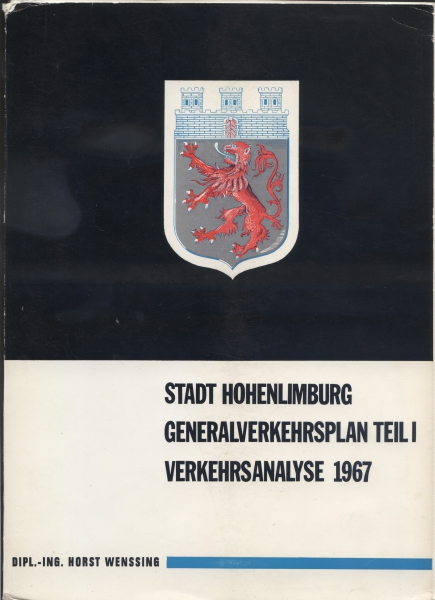 STADT HOHENLIMBURG
GENERALVERKEHRSPLAN TEIL I
VERKEHRSANALYSE 1967
DIPL.-ING. HORST WENSSING